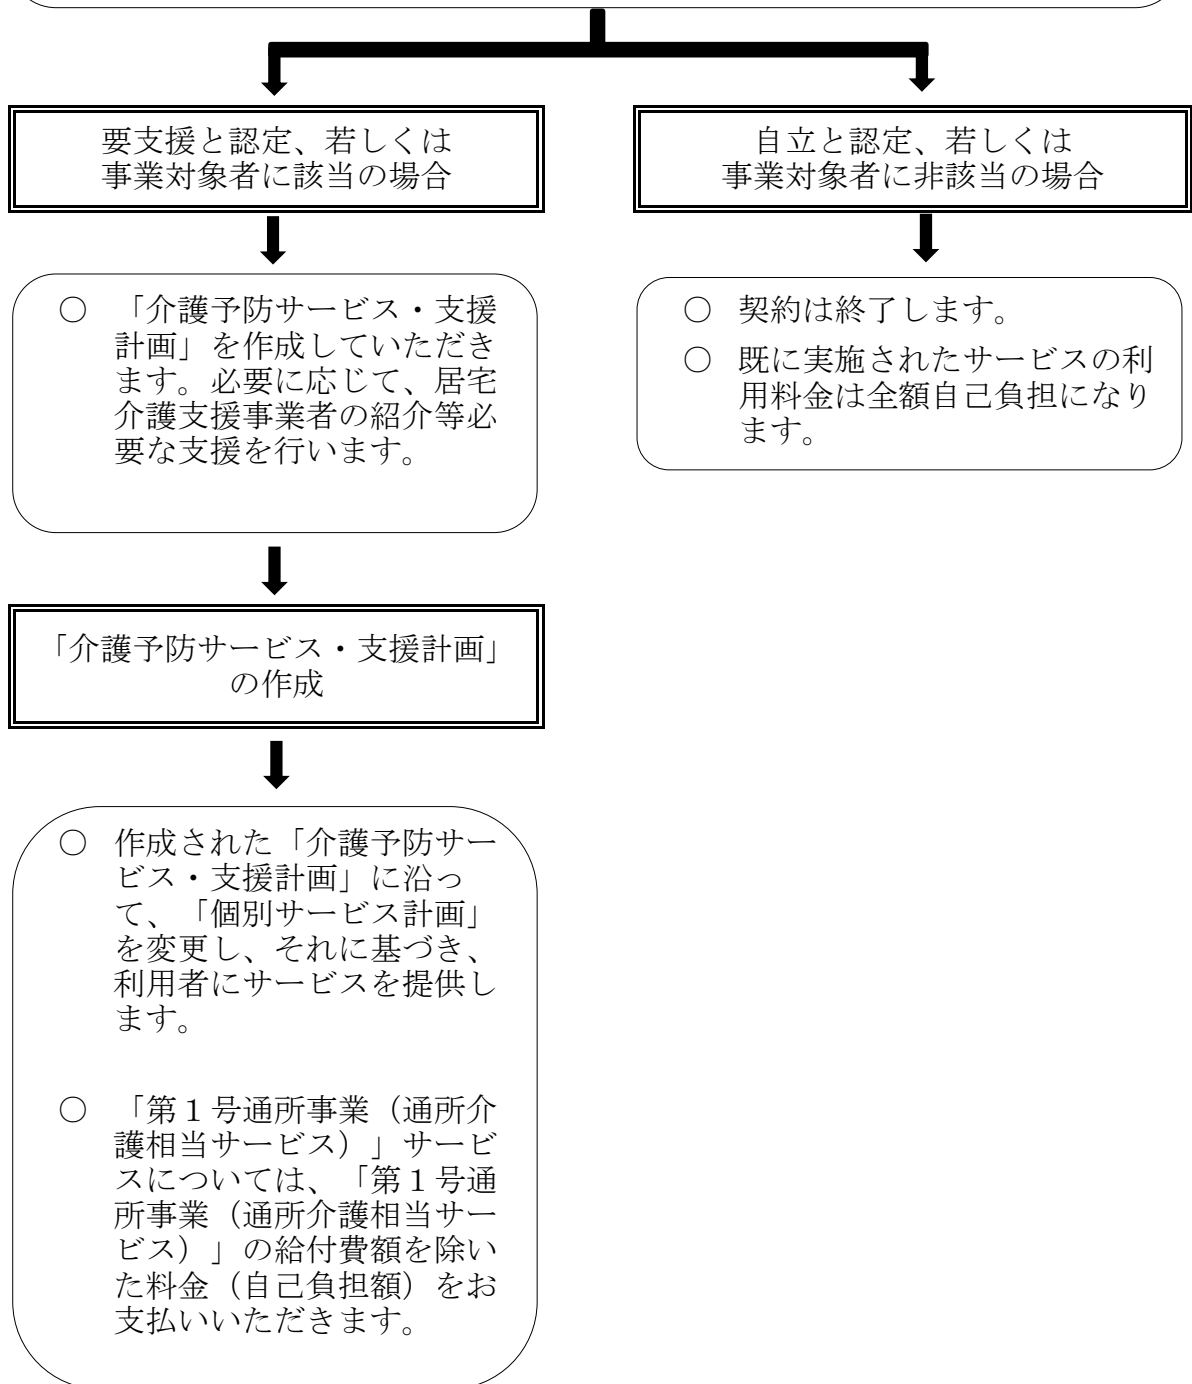 要支援と認定、若しくは
事業対象者に該当の場合
自立と認定、若しくは
事業対象者に非該当の場合
○ 「介護予防サービス・支援
計画」を作成していただき
ます。必要に応じて、居宅
介護支援事業者の紹介等必
要な支援を行います。
○ 契約は終了します。
○ 既に実施されたサービスの利
用料金は全額自己負担になり
ます。
「介護予防サービス・支援計画」
の作成
○ 作成された「介護予防サー
ビス・支援計画」に沿っ
て、「個別サービス計画」
を変更し、それに基づき、
利用者にサービスを提供し
ます。
○ 「第１号通所事業（通所介
護相当サービス）」サービ
スについては、「第１号通
所事業（通所介護相当サー
ビス）」の給付費額を除い
た料金（自己負担額）をお
支払いいただきます。